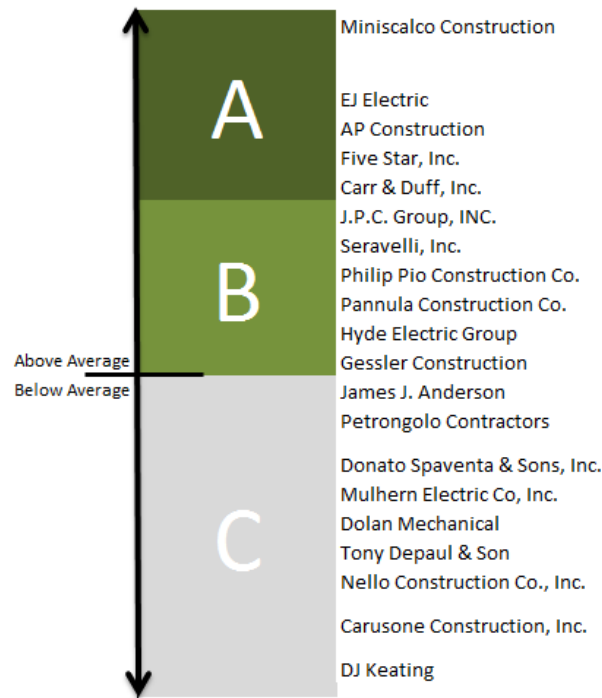 Miniscalco Construction
A
EJ Electric
AP Construction
Five Star, Inc.
Carr & Duff, Inc.
J.P.C. Group, INC.
Seravelli, Inc.
B
Philip Pio Construction Co.
Pannula Construction Co.
Hyde Electric Group
Above Average
Gessler Construction
Below Average
James J. Anderson
Petrongolo Contractors
Donato Spaventa & Sons, Inc.
Mulhern Electric Co, Inc.
C
Dolan Mechanical
Tony Depaul & Son
Nello Construction Co., Inc.
Carusone Construction, Inc.
DJ Keating